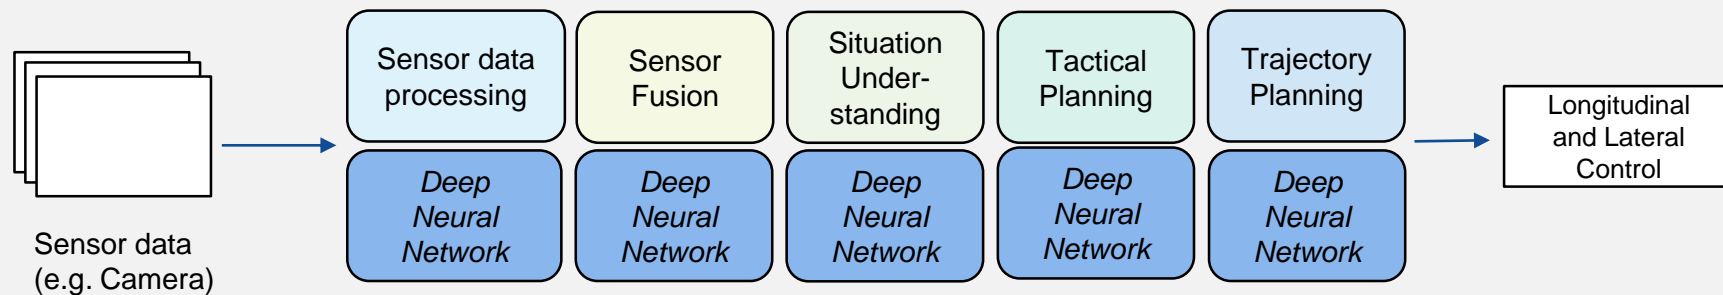 Sensor data
(e.g. Camera)
Sensor data
processing
Sensor
Fusion
Situation
Under-
standing
Tactical
Planning
Trajectory
Planning
Deep
Neural
Network
Deep
Neural
Network
Deep
Neural
Network
Deep
Neural
Network
Deep
Neural
Network
Longitudinal
and Lateral
Control